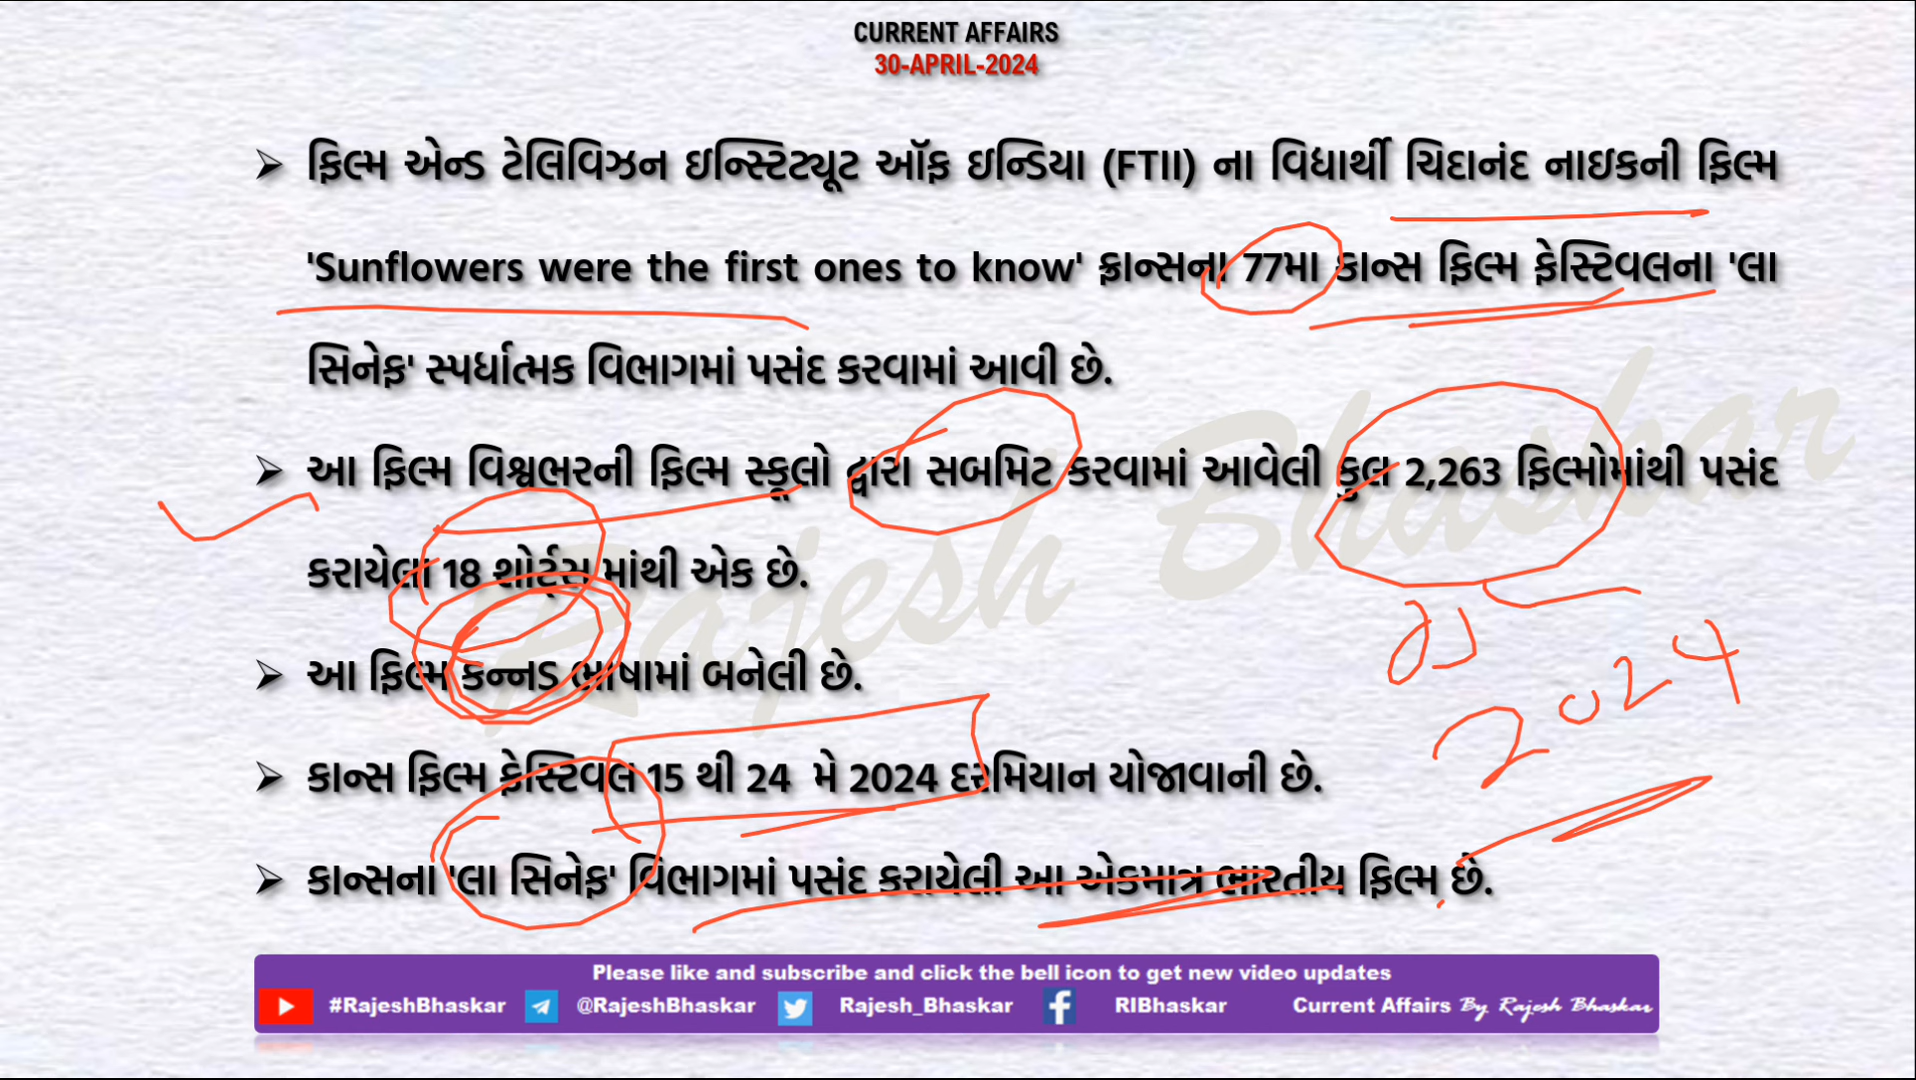 CURRENT AFFAIRS
30-APRIL-2024
➢ ફિલ્મ એન્ડ ટેલિવિઝન ઇન્સ્ટિટ્યૂટ ઑફ ઇન્ડિયા (FTII) ના વિદ્યાર્થી ચિદાનંદ નાઇકની ફિલ્મ
'Sunflowers were the first ones to know' ફ્રાન્સના 77મા કાન્સ ફિલ્મ ફેસ્ટિવલના 'લા
સિનેફ' સ્પર્ધાત્મક વિભાગમાં પસંદ કરવામાં આવી છે.
➢ આ ફિલ્મ વિશ્વભરની ફિલ્મ સ્કૂલો દ્વારા સબમિટ કરવામાં આવેલી કુલ 2,263 ફિલ્મોમાંથી પસંદ
કરાયેલા 18 શોર્ટ્સ માંથી એક છે.
2024
➢ આ ફિલ્મ કન્નડ ભાષામાં બનેલી છે.
➢ કાન્સ ફિલ્મ ફેસ્ટિવલ 15 થી 24 મે 2024 દરમિયાન યોજાવાની છે.
➢ કાન્સના 'લા સિનેફ' વિભાગમાં પસંદ કરાયેલી આ એકમાત્ર ભારતીય ફિલ્મ છે.
Rajesh Bhaskar
Please like and subscribe and click the bell icon to get new video updates
#RajeshBhaskar @RajeshBhaskar Rajesh_Bhaskar RIBhaskar Current Affairs By Rajesh Bhaskar